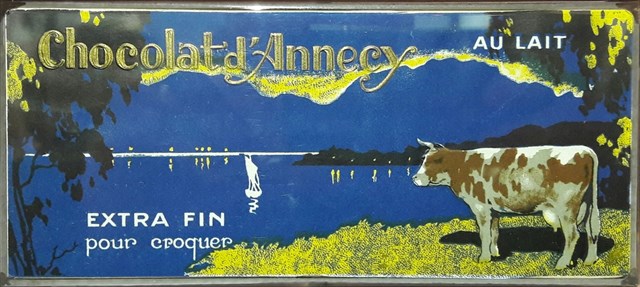 Chocolat d'Annecy
AU LAIT
EXTRA FIN
pour croquer